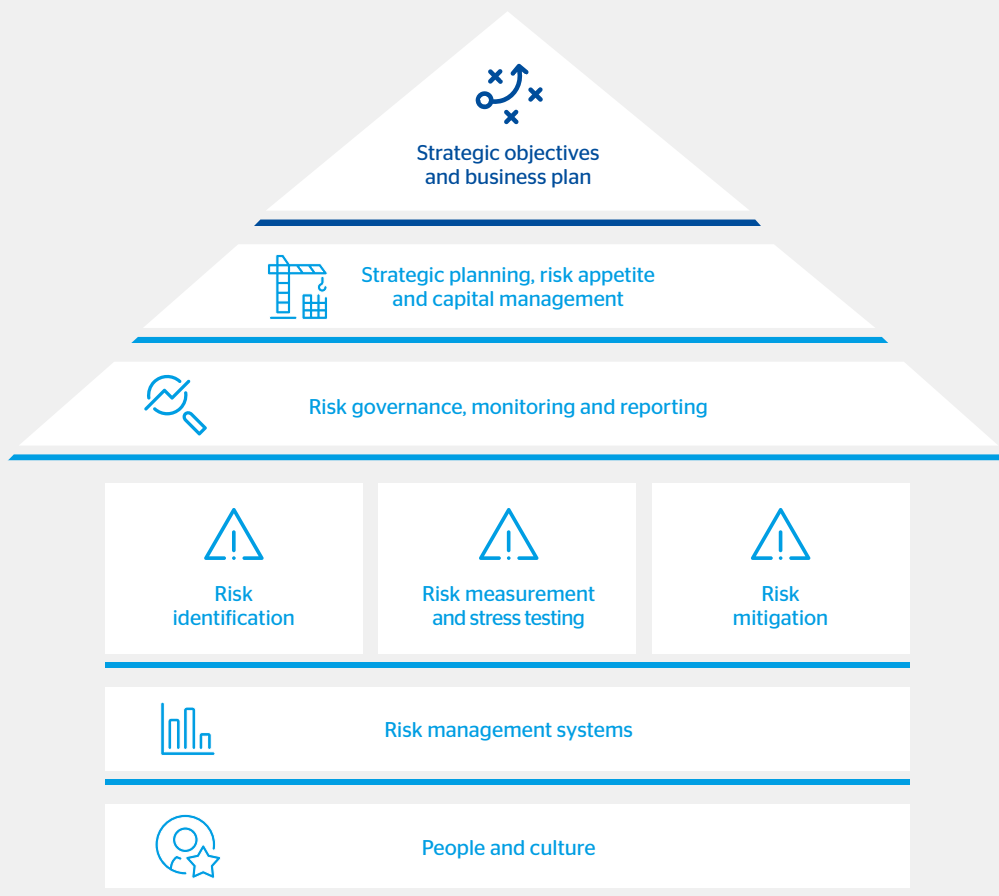 Strategic objectives
and business plan
Strategic planning, risk appetite
and capital management
Risk governance, monitoring and reporting
Risk
identification
Risk measurement
and stress testing
Risk
mitigation
Risk management systems
People and culture